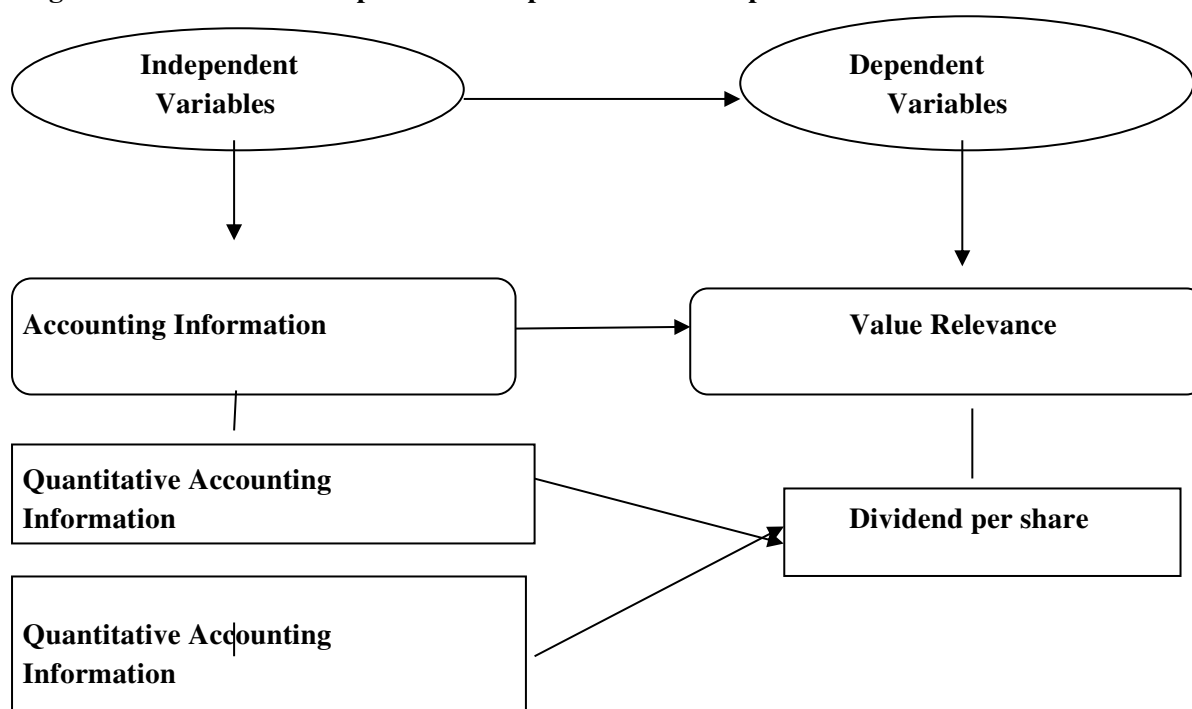 Independent
Variables
Dependent
Variables
Accounting Information
Value Relevance
Quantitative Accounting
Information
Dividend per share
Quantitative Accounting
Information